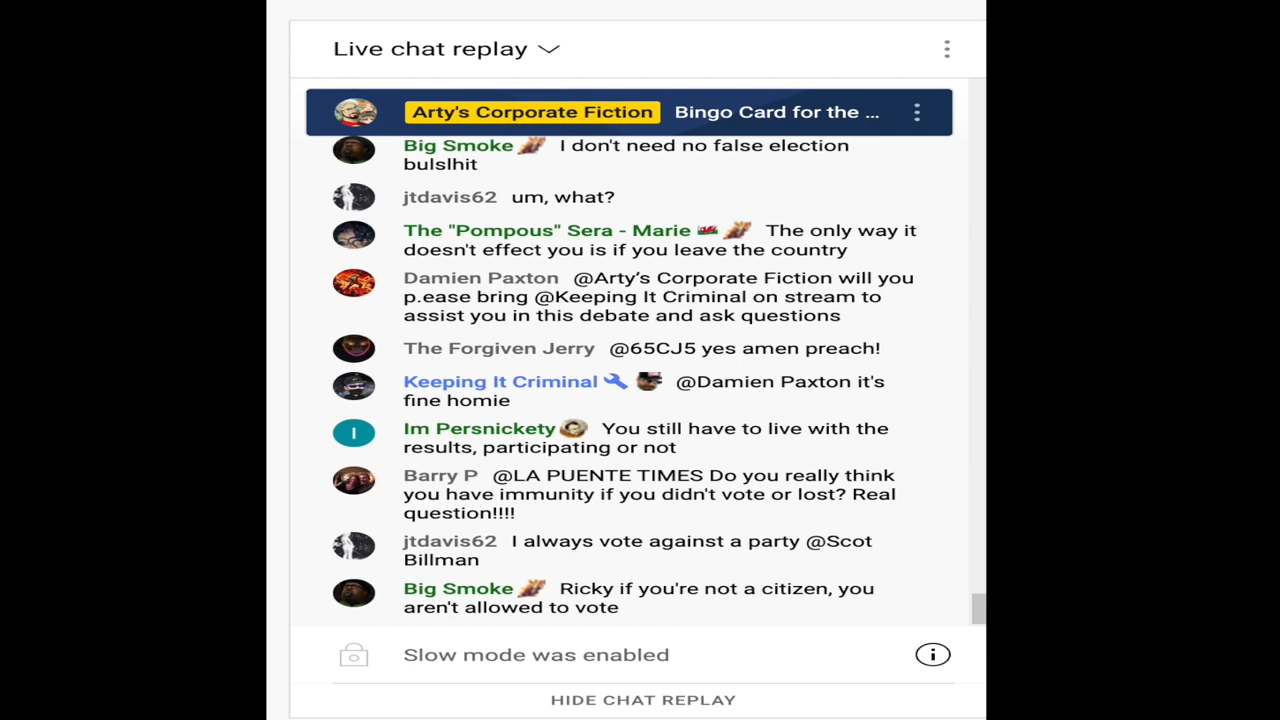 Live chat replay
Arty's Corporate Fiction Bingo Card for the ...
Big Smoke I don't need no false election
bulslhit
jtdavis62 um, what?
The "Pompous" Sera - Marie The only way it
doesn't effect you is if you leave the country
Damien Paxton @Arty’s Corporate Fiction will you
p.ease bring @Keeping It Criminal on stream to
assist you in this debate and ask questions
The Forgiven Jerry @65CJ5 yes amen preach!
Keeping It Criminal @Damien Paxton it's
fine homie
I
Im Persnickety You still have to live with the
results, participating or not
Barry P @LA PUENTE TIMES Do you really think
you have immunity if you didn't vote or lost? Real
question!!!!
jtdavis62 I always vote against a party @Scot
Billman
Big Smoke Ricky if you're not a citizen, you
aren't allowed to vote
Slow mode was enabled
HIDE CHAT REPLAY